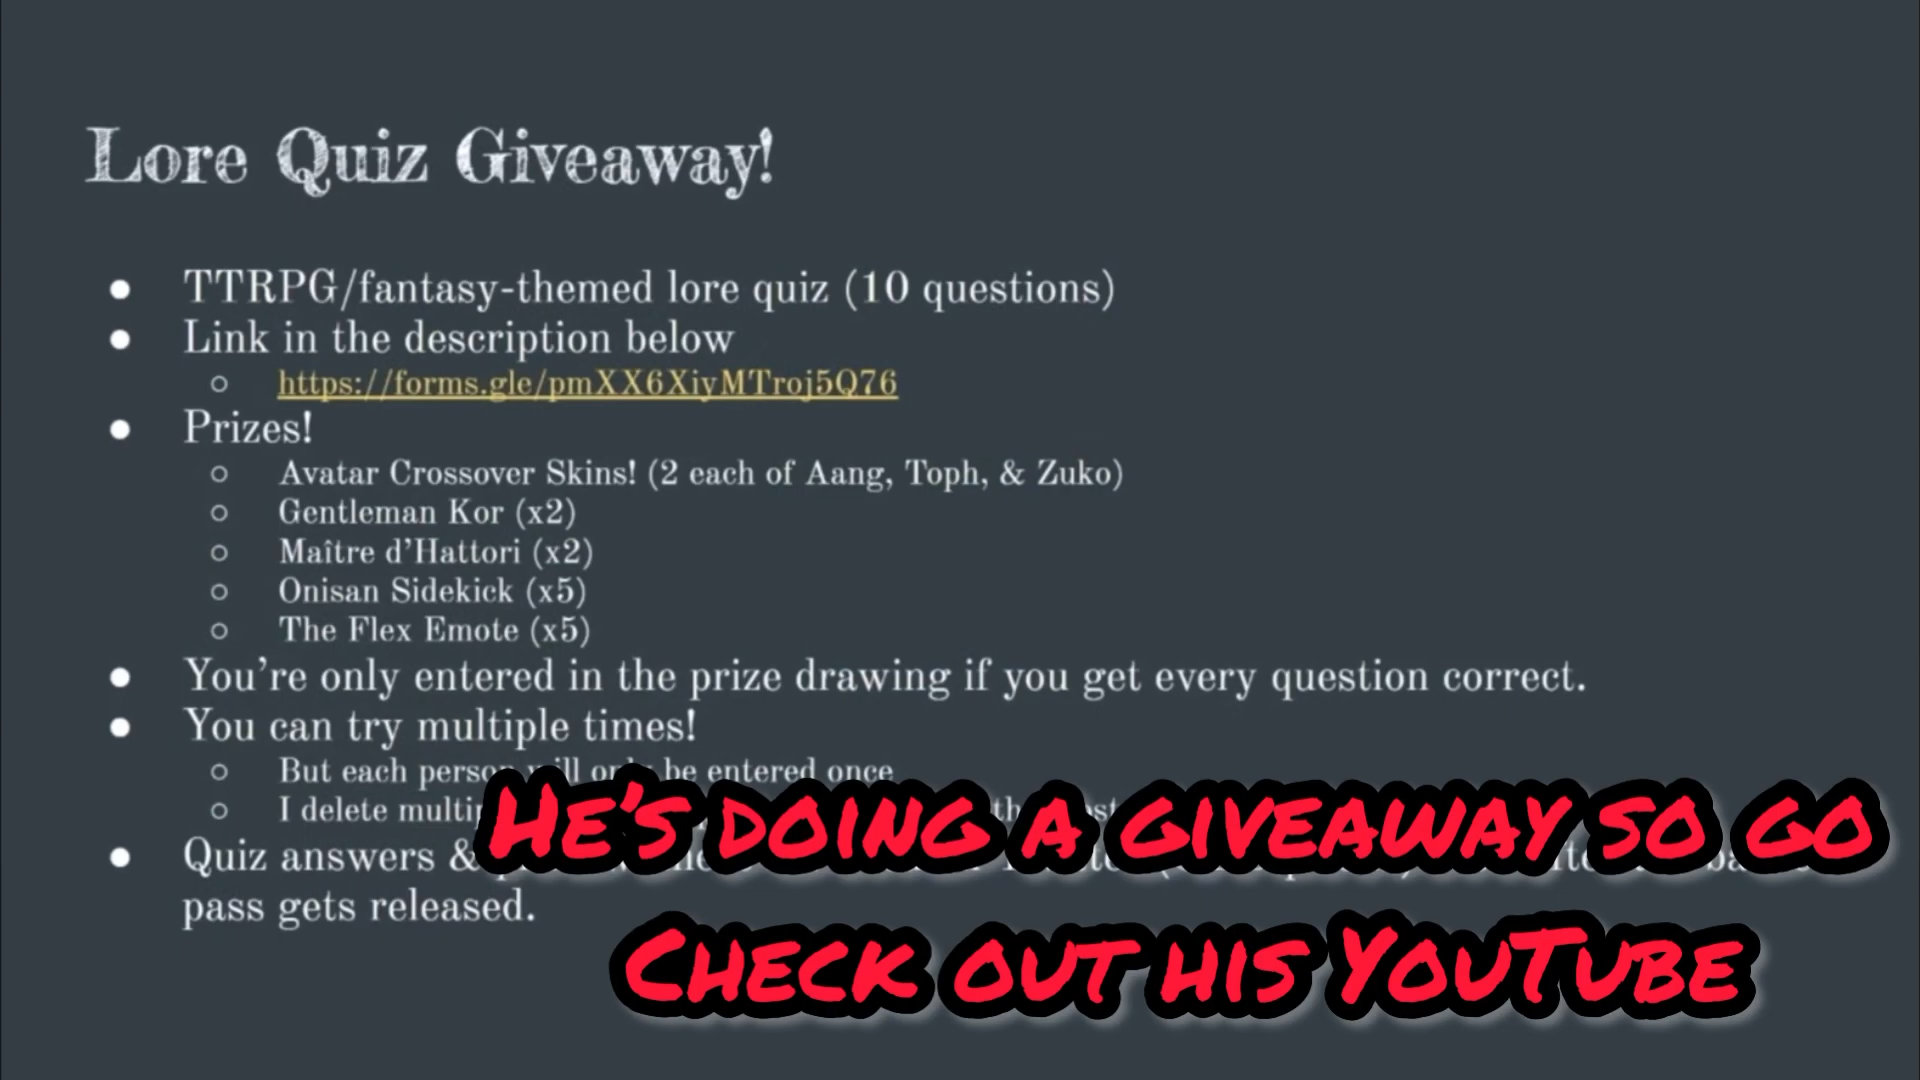 Lore Quiz Giveaway!
● TTRPG/fantasy-themed lore quiz (10 questions)
● Link in the description below
○ https://forms.gle/pmXX6XiyMTroj5Q76
● Prizes!
○ Avatar Crossover Skins! (2 each of Aang, Toph, & Zuko)
○ Gentleman Kor (x2)
○ Maître d’Hattori (x2)
○ Onisan Sidekick (x5)
○ The Flex Emote (x5)
● You’re only entered in the prize drawing if you get every question correct.
● You can try multiple times!
○ But each person will only be entered once
○ I delete
● Quiz answers &
pass gets released.
He's doing a giveaway so go
Check out his YouTube